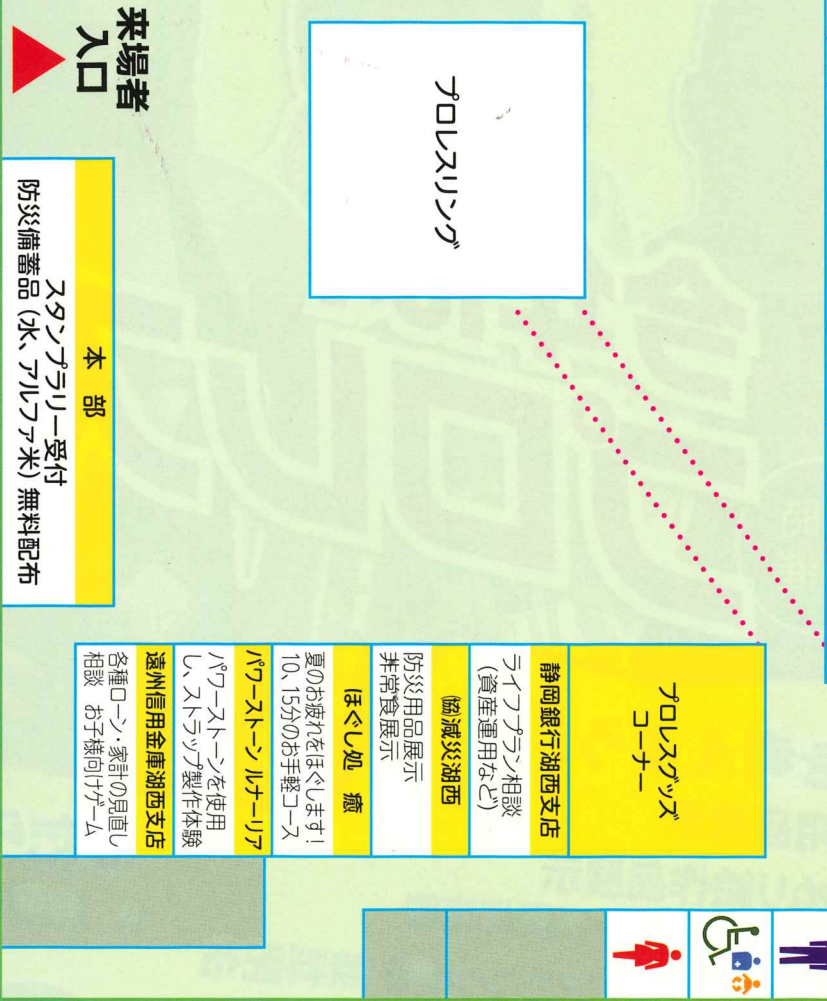 来場者
入口
プロレスリング
本 部
スタンプラリー受付
防災備蓄品（水、アルファ米）無料配布
プロレスグッズ
コーナー
静岡銀行湖西支店
ライフプラン相談
（資産運用など）
㈿減災湖西
防災用品展示
非常食展示
ほぐし処 癒
夏のお疲れをほぐします！
10、15分のお手軽コース
パワーストーン ルナーリア
パワーストーンを使用
し、ストラップ製作体験
遠州信用金庫湖西支店
各種ローン・家計の見直し
相談 お子様向けゲーム